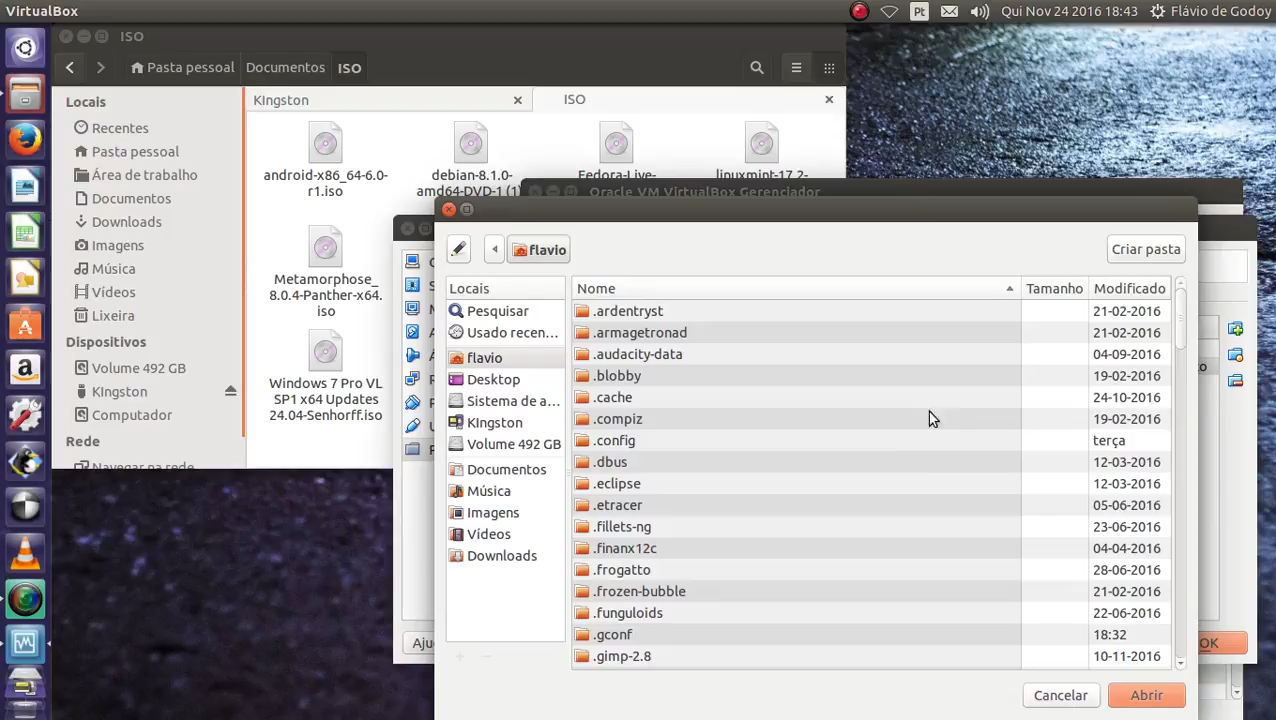 VirtualBox
Pt
Qui Nov 24 2016 18:43
Flávio de Godoy
ISO
Pasta pessoal
Documentos
ISO
KIngston
ISO
Locais
Recentes
Pasta pessoal
Área de trabalho
Documentos
Downloads
Imagens
Música
Vídeos
Lixeira
Dispositivos
Volume 492 GB
KIngston
Computador
Rede
Navegar na rede
android-x86_64-6.0-
r1.iso
debian-8.1.0-
amd64-DVD-1 (1)
Fedora-Live-
linuxmint-17.2-
Metamorphose_
8.0.4-Panther-x64.
iso
Windows 7 Pro VL
SP1 x64 Updates
24.04-Senhorff.iso
Oracle VM VirtualBox Gerenciador
flavio
Criar pasta
Locais
Pesquisar
Usado recen...
flavio
Desktop
Sistema de a...
KIngston
Volume 492 GB
Documentos
Música
Imagens
Vídeos
Downloads
Nome Tamanho Modificado
.ardentryst 21-02-2016
.armagetronad 21-02-2016
.audacity-data 04-09-2016
.blobby 19-02-2016
.cache 24-10-2016
.compiz 19-02-2016
.config terça
.dbus 12-03-2016
.eclipse 12-03-2016
.etracer 05-06-2016
.fillets-ng 23-06-2016
.finanx12c 04-04-2016
.frogatto 28-06-2016
.frozen-bubble 21-02-2016
.funguloids 22-06-2016
.gconf 18:32
.gimp-2.8 10-11-2016
Aju
OK
Cancelar
Abrir